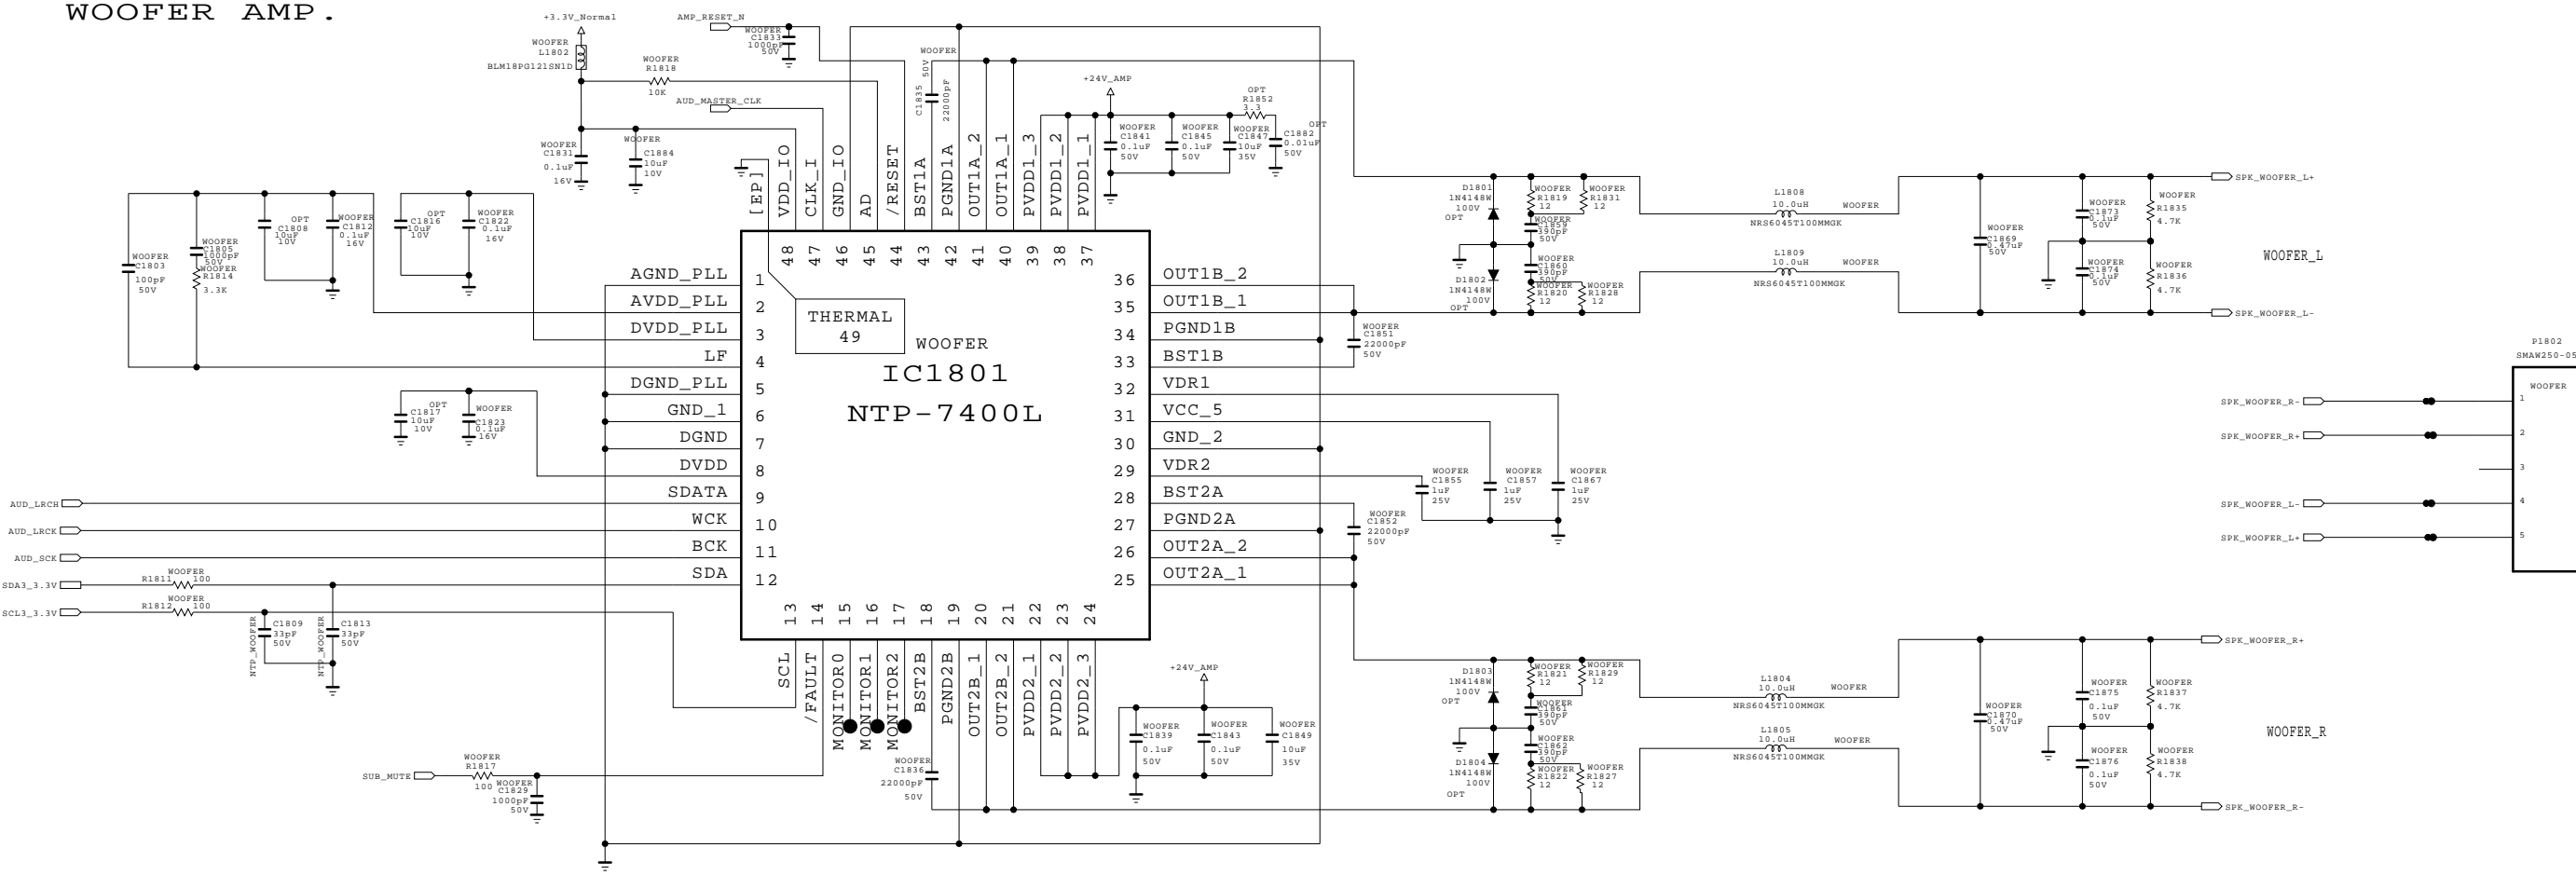 WOOFER AMP.
+3.3V_Normal
WOOFER
L1802
BLM18PG121SN1D
WOOFER
R1818
10K
AMP_RESET_N
WOOFER
C1833
1000pF
50V
AUD_MASTER_CLK
WOOFER
C1835
50V
22000pF
+24V_AMP
OPT
R1852
3.3
WOOFER
C1841
0.1uF
50V
WOOFER
C1845
0.1uF
50V
WOOFER
C1847
10uF
35V
OPT
C1882
0.01uF
50V
WOOFER
C1831
0.1uF
16V
WOOFER
C1884
10uF
10V
[EP]
VDD_IO
CLK_I
GND_IO
AD
/RESET
BST1A
PGND1A
OUT1A_2
OUT1A_1
PVDD1_3
PVDD1_2
PVDD1_1
48
47
46
45
44
43
42
41
40
39
38
37
WOOFER
C1803
100pF
50V
WOOFER
C1805
1000pF
50V
WOOFER
R1814
3.3K
OPT
C1808
10uF
10V
WOOFER
C1812
0.1uF
16V
OPT
C1816
10uF
10V
WOOFER
C1822
0.1uF
16V
OPT
C1817
10uF
10V
WOOFER
C1823
0.1uF
16V
AGND_PLL 1
AVDD_PLL 2
DVDD_PLL 3
LF 4
DGND_PLL 5
GND_1 6
DGND 7
DVDD 8
SDATA 9
WCK 10
BCK 11
SDA 12
THERMAL
49
WOOFER
IC1801
NTP-7400L
36 OUT1B_2
35 OUT1B_1
34 PGND1B
33 BST1B
32 VDR1
31 VCC_5
30 GND_2
29 VDR2
28 BST2A
27 PGND2A
26 OUT2A_2
25 OUT2A_1
AUD_LRCH
AUD_LRCK
AUD_SCK
SDA3_3.3V
WOOFER
R1811 100
SCL3_3.3V
WOOFER
R1812 100
NTP_WOOFER
C1809
33pF
50V
NTP_WOOFER
C1813
33pF
50V
13
14
15
16
17
18
19
20
21
22
23
24
SCL
/FAULT
MONITOR0
MONITOR1
MONITOR2
BST2B
PGND2B
OUT2B_1
OUT2B_2
PVDD2_1
PVDD2_2
PVDD2_3
SUB_MUTE
WOOFER
R1817
100
WOOFER
C1829
1000pF
50V
WOOFER
C1836
22000pF
50V
+24V_AMP
WOOFER
C1839
0.1uF
50V
WOOFER
C1843
0.1uF
50V
WOOFER
C1849
10uF
35V
WOOFER
C1851
22000pF
50V
WOOFER
C1852
22000pF
50V
WOOFER
C1855
1uF
25V
WOOFER
C1857
1uF
25V
WOOFER
C1867
1uF
25V
D1801
1N4148W
100V
OPT
WOOFER
R1819
12
WOOFER
R1831
12
WOOFER
C1859
390pF
50V
WOOFER
C1860
390pF
50V
D1802
1N4148W
100V
OPT
WOOFER
R1820
12
WOOFER
R1828
12
L1808
10.0uH
WOOFER
NRS6045T100MMGK
L1809
10.0uH
WOOFER
NRS6045T100MMGK
WOOFER
C1869
0.47uF
50V
WOOFER
C1873
0.1uF
50V
WOOFER
R1835
4.7K
WOOFER
C1874
0.1uF
50V
WOOFER
R1836
4.7K
SPK_WOOFER_L+
WOOFER_L
SPK_WOOFER_L-
P1802
SMAW250-05
WOOFER
SPK_WOOFER_R- 1
SPK_WOOFER_R+ 2
3
SPK_WOOFER_L- 4
SPK_WOOFER_L+ 5
D1803
1N4148W
100V
OPT
WOOFER
R1821
12
WOOFER
R1829
12
WOOFER
C1861
390pF
50V
WOOFER
C1862
390pF
50V
D1804
1N4148W
100V
OPT
WOOFER
R1822
12
WOOFER
R1827
12
L1804
10.0uH
WOOFER
NRS6045T100MMGK
L1805
10.0uH
WOOFER
NRS6045T100MMGK
WOOFER
C1870
0.47uF
50V
WOOFER
C1875
0.1uF
50V
WOOFER
R1837
4.7K
WOOFER
C1876
0.1uF
50V
WOOFER
R1838
4.7K
SPK_WOOFER_R+
WOOFER_R
SPK_WOOFER_R-